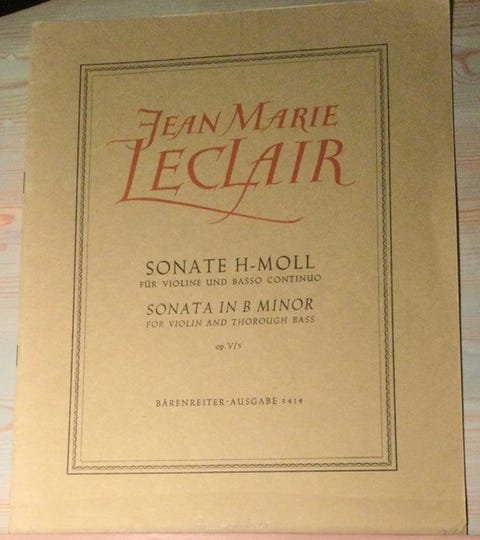 JEAN MARIE
LECLAIR
SONATE H-MOLL
FÜR VIOLINE UND BASSO CONTINUO
SONATA IN B MINOR
FOR VIOLIN AND THOROUGH BASS
op. V/5
BÄRENREITER-AUSGABE 3414